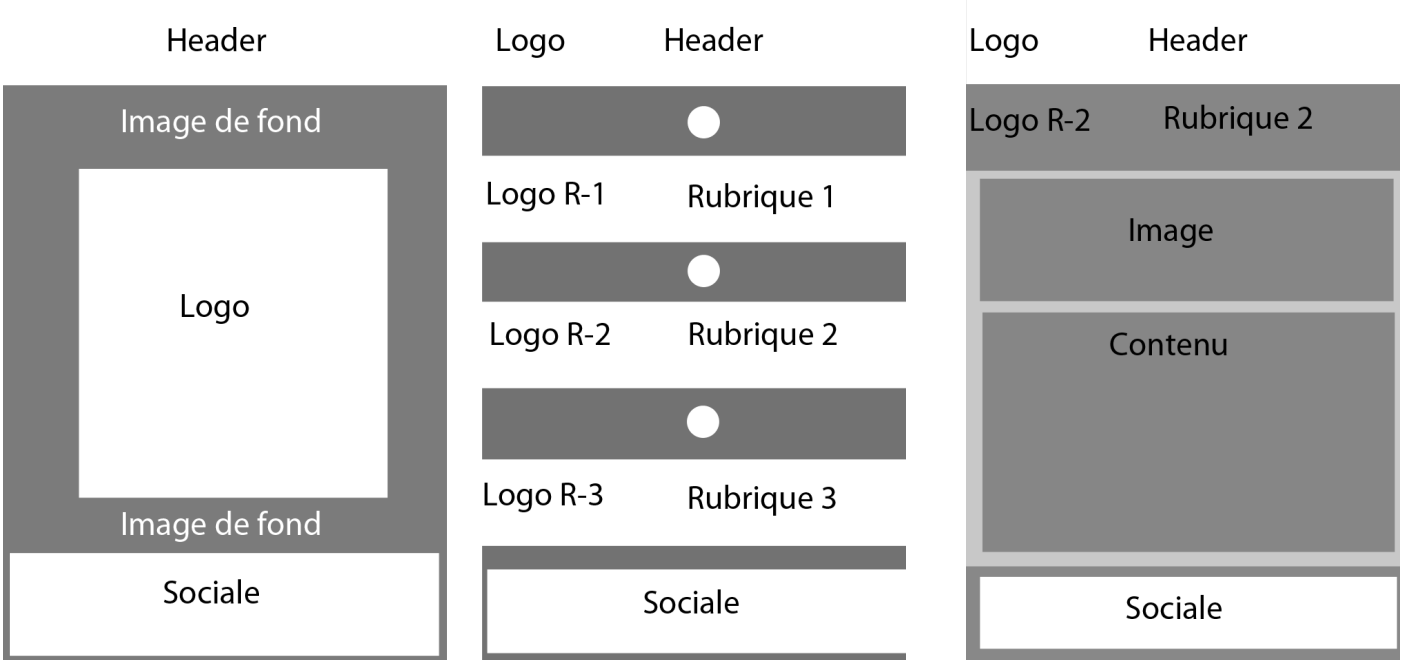 Header
Image de fond
Logo
Image de fond
Sociale
Logo Header
Logo R-1 Rubrique 1
Logo R-2 Rubrique 2
Logo R-3 Rubrique 3
Sociale
Logo Header
Logo R-2 Rubrique 2
Image
Contenu
Sociale